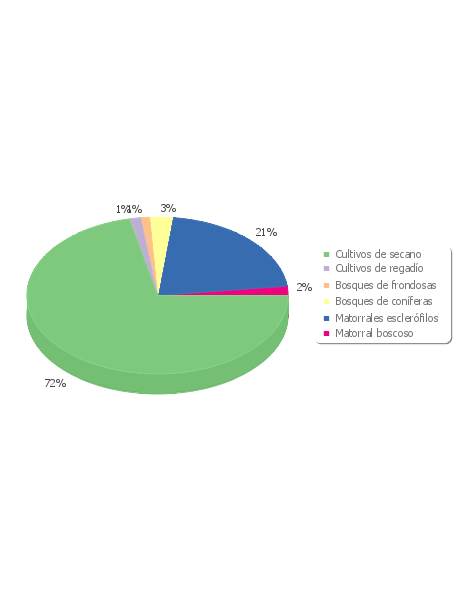 1%
1%
3%
21%
2%
72%
Cultivos de secano
Cultivos de regadío
Bosques de frondosas
Bosques de coníferas
Matorrales esclerófilos
Matorral boscoso